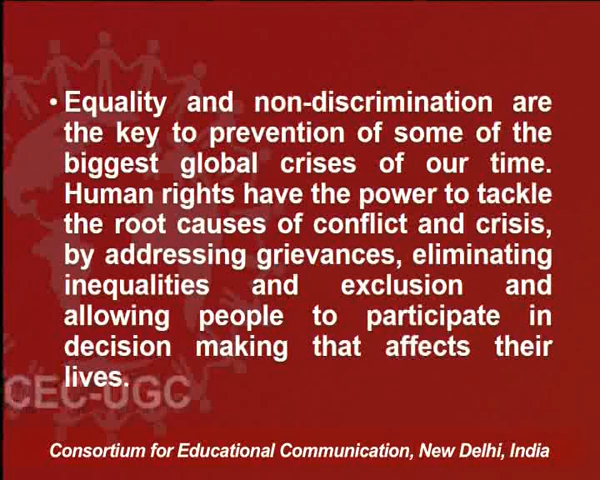 • Equality and non-discrimination are
the key to prevention of some of the
biggest global crises of our time.
Human rights have the power to tackle
the root causes of conflict and crisis,
by addressing grievances, eliminating
inequalities and exclusion and
allowing people to participate in
decision making that affects their
lives.
CEC-UGC
Consortium for Educational Communication, New Delhi, India